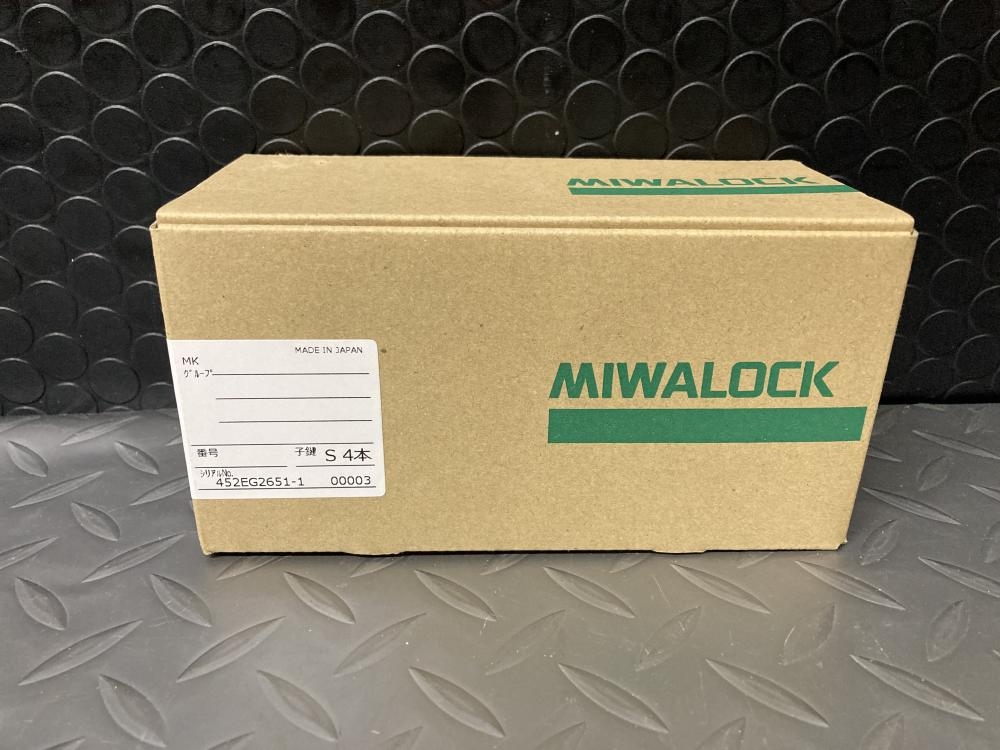 MIWALOCK
MIWALOCK
MADE IN JAPAN
MK
ｸﾞﾙｰﾌﾟ
番号 子鍵 S 4本
ｼﾘｱﾙNo.
452EG2651-1 00003